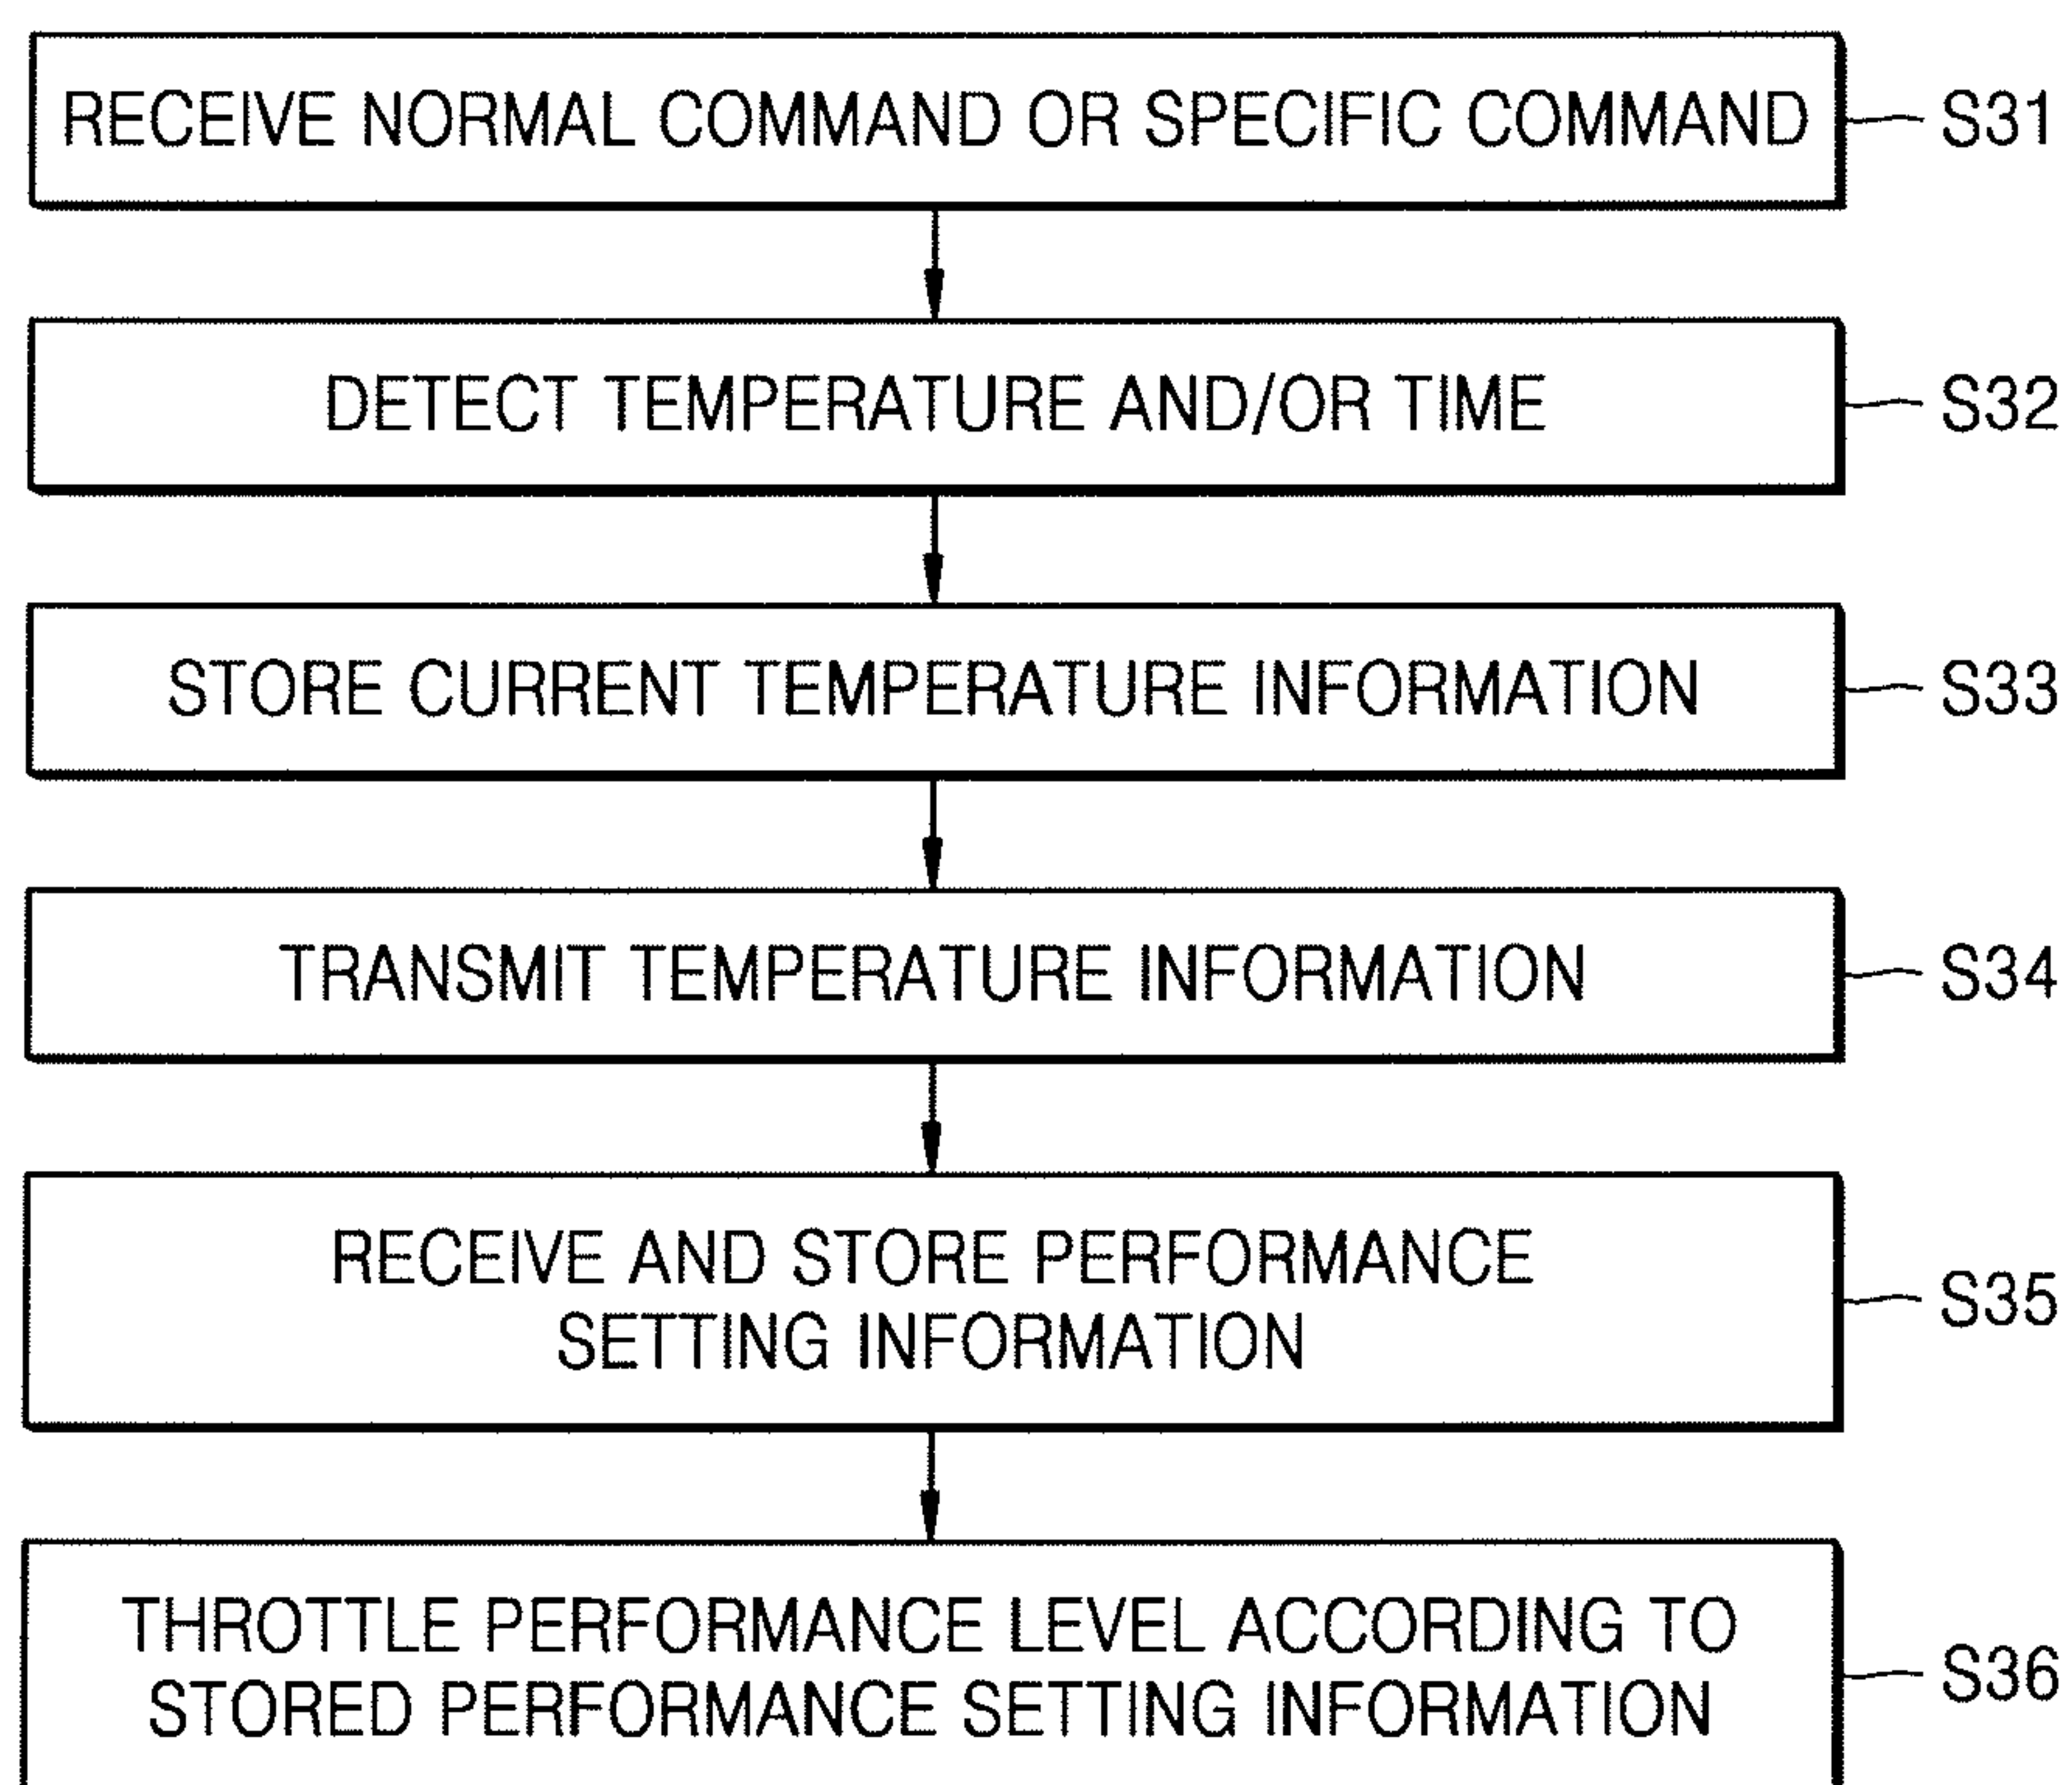 RECEIVE NORMAL COMMAND OR SPECIFIC COMMAND
S31
DETECT TEMPERATURE AND/OR TIME
S32
STORE CURRENT TEMPERATURE INFORMATION
S33
TRANSMIT TEMPERATURE INFORMATION
S34
RECEIVE AND STORE PERFORMANCE
SETTING INFORMATION
S35
THROTTLE PERFORMANCE LEVEL ACCORDING TO
STORED PERFORMANCE SETTING INFORMATION
S36